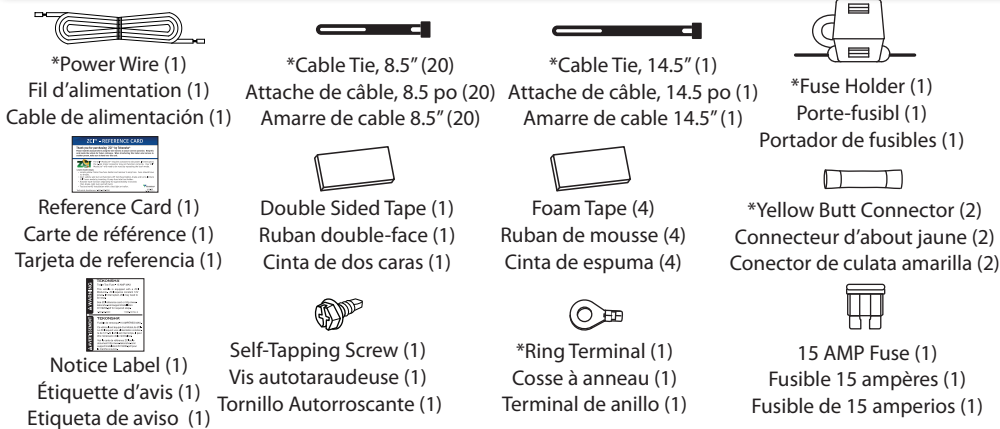 *Power Wire (1)
Fil d’alimentation (1)
Cable de alimentación (1)
*Cable Tie, 8.5” (20)
Attache de câble, 8.5 po (20)
Amarre de cable 8.5” (20)
*Cable Tie, 14.5” (1)
Attache de câble, 14.5 po (1)
Amarre de cable 14.5” (1)
*Fuse Holder (1)
Porte-fusibl (1)
Portador de fusibles (1)
REFERENCE CARD
Reference Card (1)
Carte de référence (1)
Tarjeta de referencia (1)
Double Sided Tape (1)
Ruban double-face (1)
Cinta de dos caras (1)
Foam Tape (4)
Ruban de mousse (4)
Cinta de espuma (4)
*Yellow Butt Connector (2)
Connecteur d’about jaune (2)
Conector de culata amarilla (2)
WARNING
TEKONSHA
AVERTISSEMENT
TEKONSHA
Notice Label (1)
Étiquette d’avis (1)
Etiqueta de aviso (1)
Self-Tapping Screw (1)
Vis autotaraudeuse (1)
Tornillo Autorroscante (1)
*Ring Terminal (1)
Cosse à anneau (1)
Terminal de anillo (1)
15 AMP Fuse (1)
Fusible 15 ampères (1)
Fusible de 15 amperios (1)